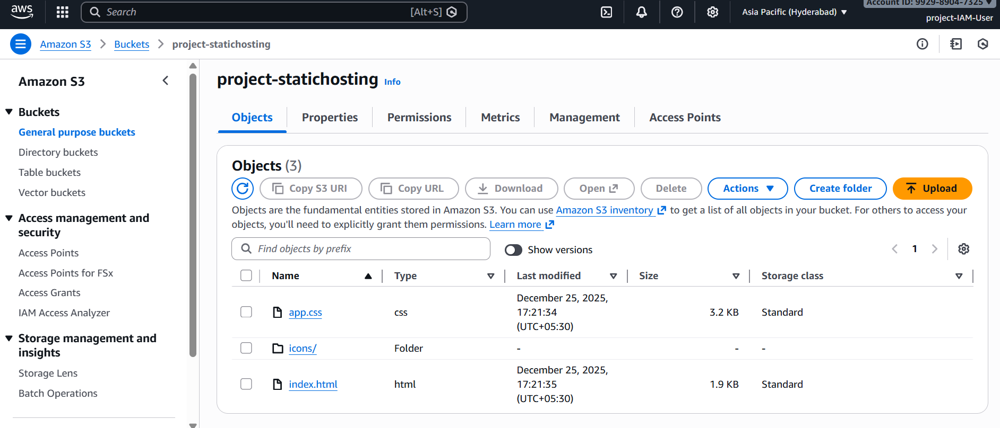 aws
Search [Alt+S]
Asia Pacific (Hyderabad)
Account ID: 9929-8904-7325
project-IAM-User
Amazon S3
Buckets
project-statichosting
Amazon S3
Buckets
General purpose buckets
Directory buckets
Table buckets
Vector buckets
Access management and
security
Access Points
Access Points for FSx
Access Grants
IAM Access Analyzer
Storage management and
insights
Storage Lens
Batch Operations
project-statichosting Info
Objects Properties Permissions Metrics Management Access Points
Objects (3)
Copy S3 URI Copy URL Download Open Delete Actions Create folder Upload
Objects are the fundamental entities stored in Amazon S3. You can use Amazon S3 inventory to get a list of all objects in your bucket. For others to access your
objects, you'll need to explicitly grant them permissions. Learn more
Find objects by prefix Show versions 1
Name Type Last modified Size Storage class
app.css css December 25, 2025, 3.2 KB Standard
17:21:34
(UTC+05:30)
icons/ Folder - - -
index.html html December 25, 2025, 1.9 KB Standard
17:21:35
(UTC+05:30)